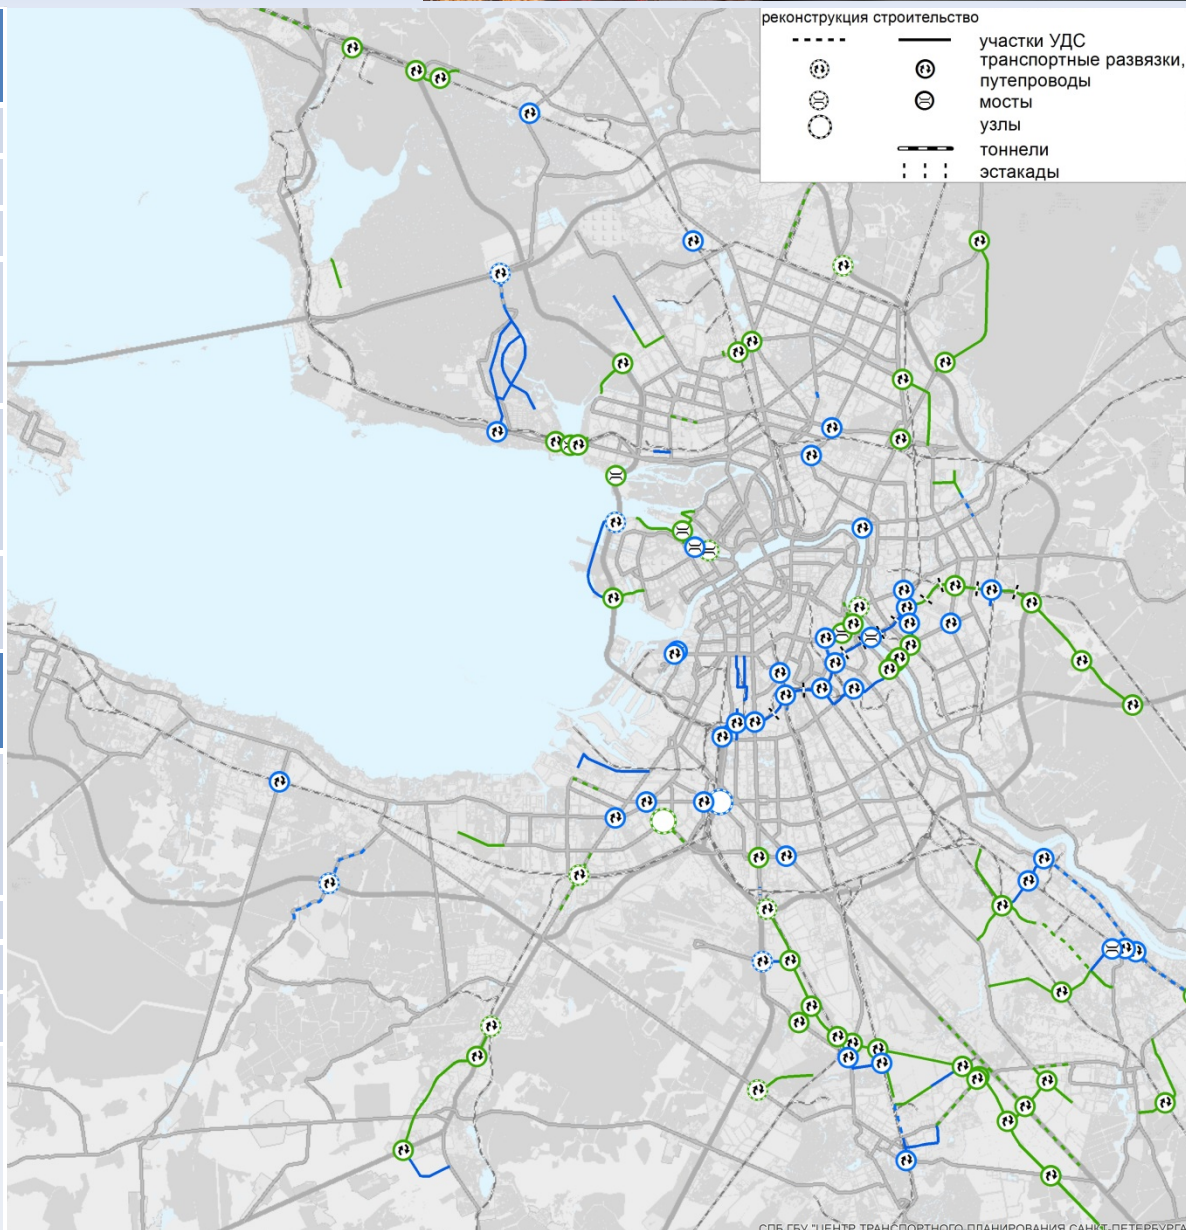 реконструкция строительство
участки УДС
транспортные развязки,
путепроводы
мосты
узлы
тоннели
эстакады
СПБ ГБУ "ЦЕНТР ТРАНСПОРТНОГО ПЛАНИРОВАНИЯ САНКТ-ПЕТЕРБУРГА